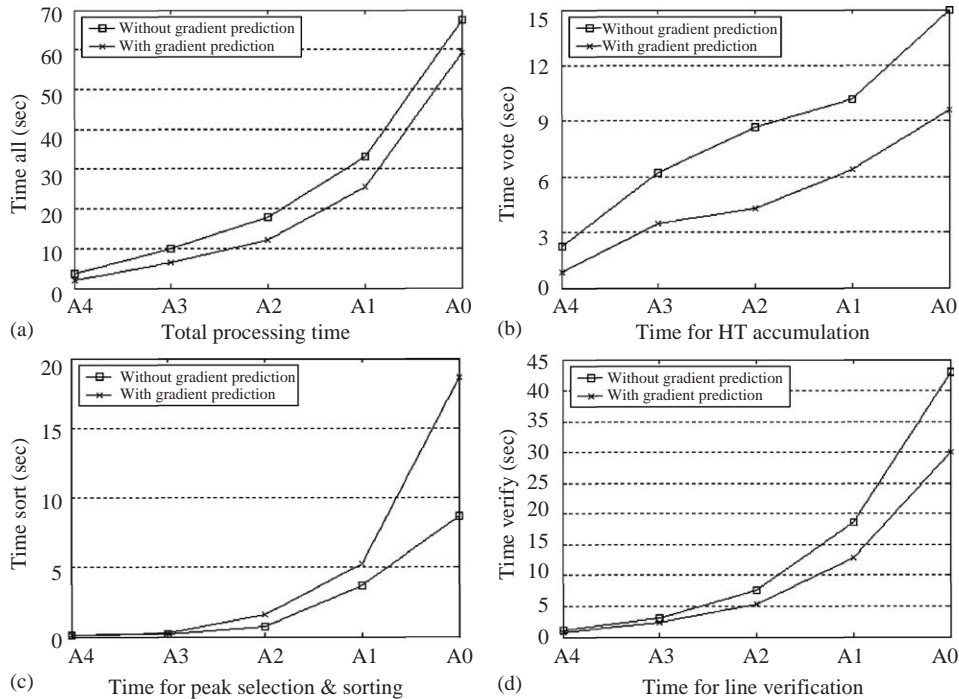 70
60
50
40
30
20
10
0
Time all (sec)
Without gradient prediction
With gradient prediction
A4 A3 A2 A1 A0
(a) Total processing time
15
12
9
6
3
0
Time vote (sec)
Without gradient prediction
With gradient prediction
A4 A3 A2 A1 A0
(b) Time for HT accumulation
20
15
10
5
0
Time sort (sec)
Without gradient prediction
With gradient prediction
A4 A3 A2 A1 A0
(c) Time for peak selection & sorting
45
40
35
30
25
20
15
10
5
0
Time verify (sec)
Without gradient prediction
With gradient prediction
A4 A3 A2 A1 A0
(d) Time for line verification